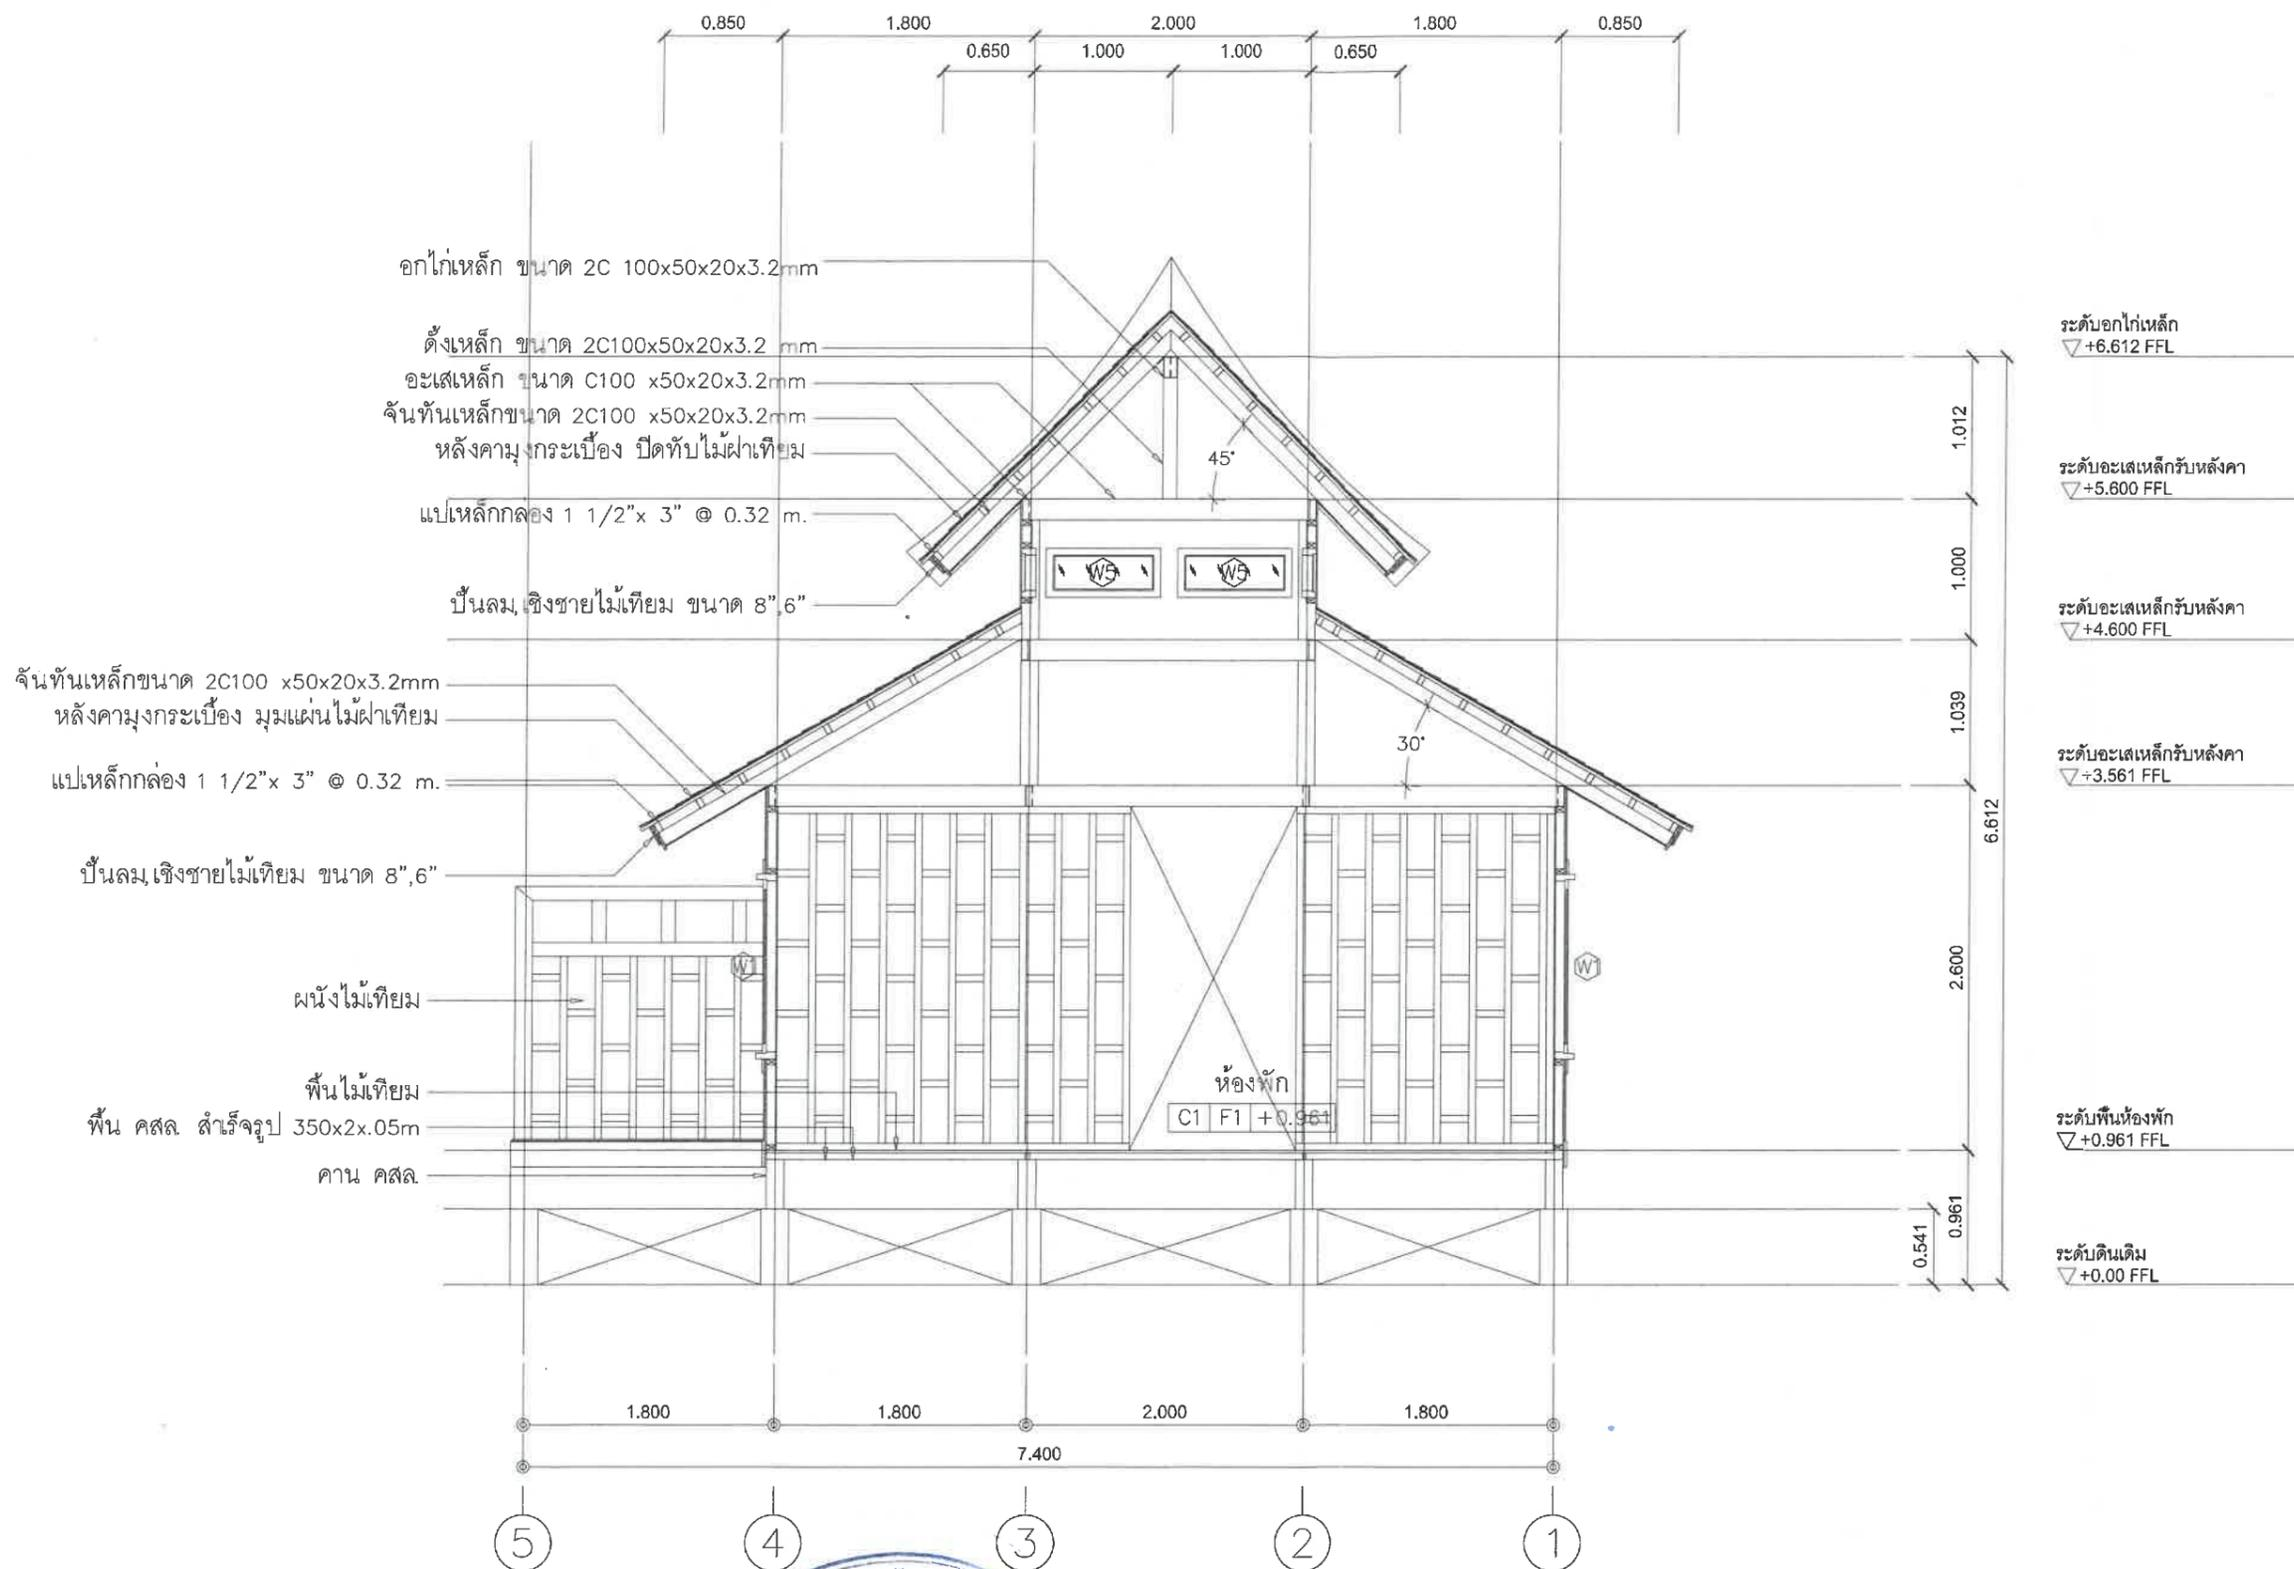 0.850 1.800 2.000 1.800 0.850
0.650 1.000 1.000 0.650
อกไก่เหล็ก ขนาด 2C 100x50x20x3.2mm
ดั้งเหล็ก ขนาด 2C100x50x20x3.2 mm
อะเสเหล็ก ขนาด C100 x50x20x3.2mm
จันทันเหล็กขนาด 2C100 x50x20x3.2mm
หลังคามุงกระเบื้อง ปิดทับไม้ฝาเทียม
แปเหล็กกล่อง 1 1/2"x 3" @ 0.32 m.
ปั้นลม,เชิงชายไม้เทียม ขนาด 8",6"
จันทันเหล็กขนาด 2C100 x50x20x3.2mm
หลังคามุงกระเบื้อง มุมแผ่นไม้ฝาเทียม
แปเหล็กกล่อง 1 1/2"x 3" @ 0.32 m.
ปั้นลม,เชิงชายไม้เทียม ขนาด 8",6"
ผนังไม้เทียม
พื้นไม้เทียม
พื้น คสล. สำเร็จรูป 350x2x.05m
คาน คสล.
45°
W5 W5
30°
W1
W1
ห้องพัก
C1 F1 +0.961
1.012
1.000
1.039
2.600
0.961
0.541
6.612
ระดับอกไก่เหล็ก
+6.612 FFL
ระดับอะเสเหล็กรับหลังคา
+5.600 FFL
ระดับอะเสเหล็กรับหลังคา
+4.600 FFL
ระดับอะเสเหล็กรับหลังคา
+3.561 FFL
ระดับพื้นห้องพัก
+0.961 FFL
ระดับดินเดิม
+0.00 FFL
1.800 1.800 2.000 1.800
7.400
5 4 3 2 1